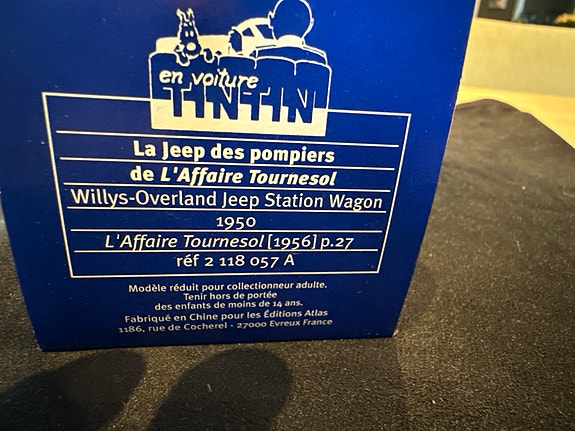 en voiture
TINTIN
La Jeep des pompiers
de L'Affaire Tournesol
Willys-Overland Jeep Station Wagon
1950
L'Affaire Tournesol [1956] p.27
réf 2 118 057 A
Modèle réduit pour collectionneur adulte.
Tenir hors de portée
des enfants de moins de 14 ans.
Fabriqué en Chine pour les Éditions Atlas
1186, rue de Cocherel - 27000 Evreux France